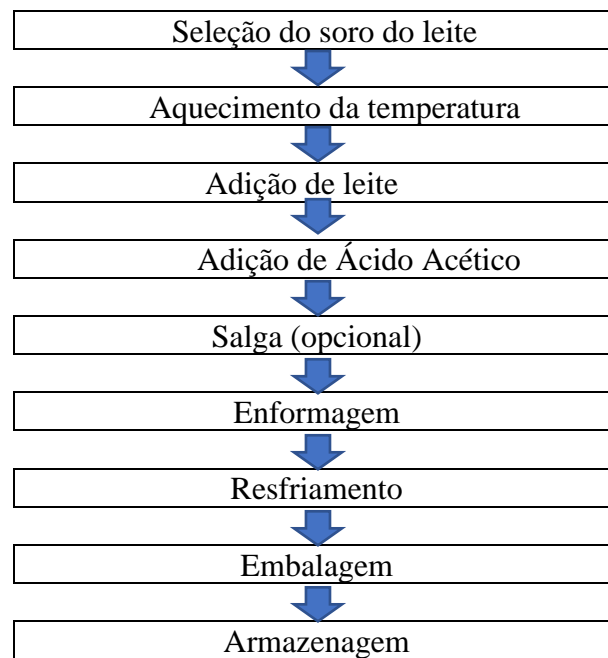 Seleção do soro do leite
Aquecimento da temperatura
Adição de leite
Adição de Ácido Acético
Salga (opcional)
Enformagem
Resfriamento
Embalagem
Armazenagem